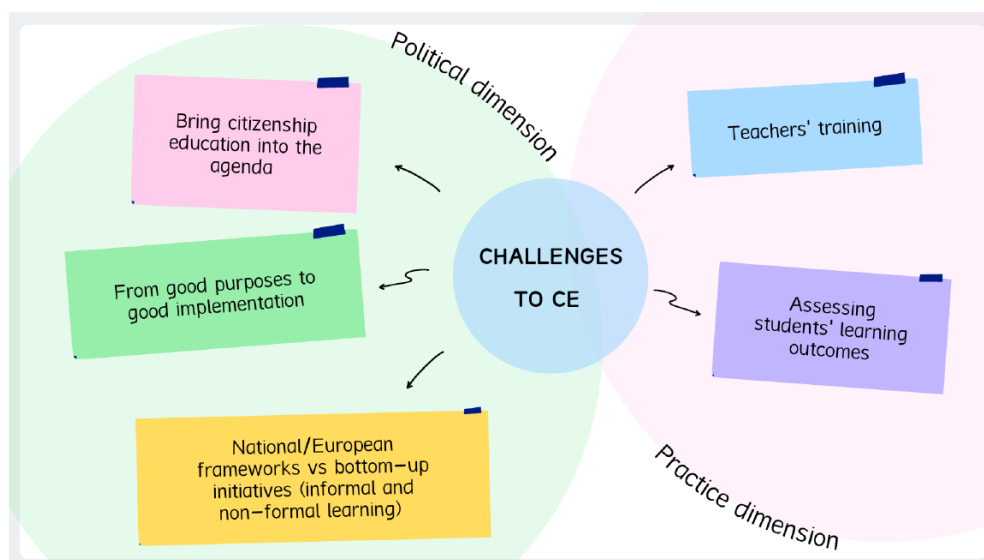 Political dimension
Bring citizenship
education into the
agenda
From good purposes to
good implementation
National/European
frameworks vs bottom-up
initiatives (informal and
non-formal learning)
CHALLENGES
TO CE
Teachers' training
Assessing
students' learning
outcomes
Practice dimension